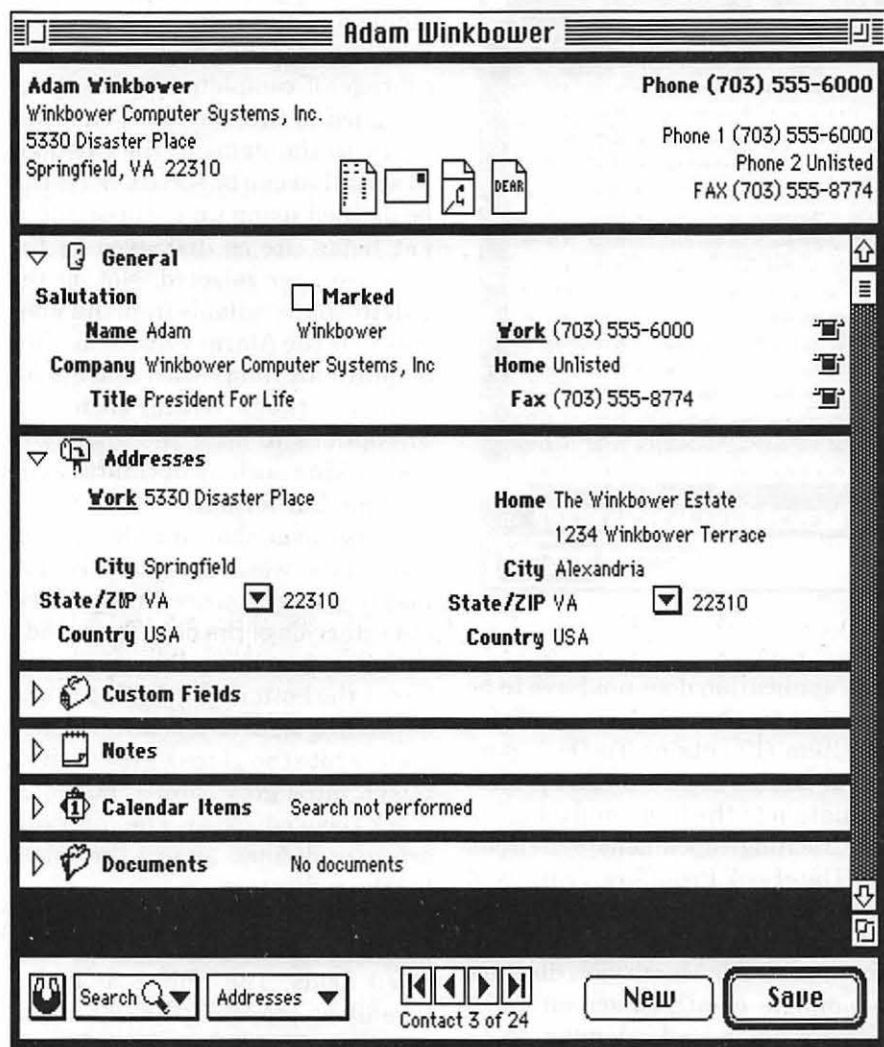 Adam Winkbower
Adam Winkbower
Winkbower Computer Systems, Inc.
5330 Disaster Place
Springfield, VA 22310
DEAR
Phone (703) 555-6000
Phone 1 (703) 555-6000
Phone 2 Unlisted
FAX (703) 555-8774
General
Salutation Marked
Name Adam Winkbower Work (703) 555-6000
Company Winkbower Computer Systems, Inc Home Unlisted
Title President For Life Fax (703) 555-8774
Addresses
Work 5330 Disaster Place Home The Winkbower Estate
1234 Winkbower Terrace
City Springfield City Alexandria
State/ZIP VA 22310 State/ZIP VA 22310
Country USA Country USA
Custom Fields
Notes
1 Calendar Items Search not performed
Documents No documents
Search Addresses Contact 3 of 24 New Save